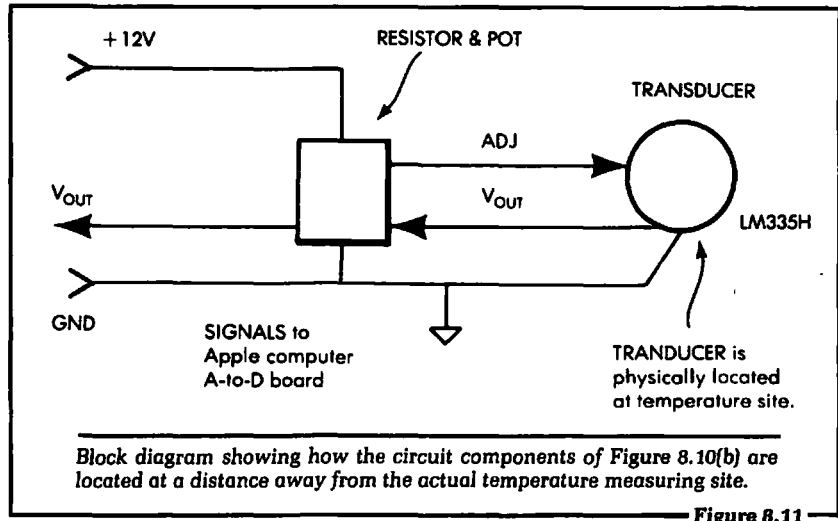 +12V
RESISTOR & POT
TRANSDUCER
ADJ
VOUT
VOUT
LM335H
GND
SIGNALS to
Apple computer
A-to-D board
TRANDUCER is
physically located
at temperature site.
Block diagram showing how the circuit components of Figure 8.10(b) are
located at a distance away from the actual temperature measuring site.
Figure 8.11